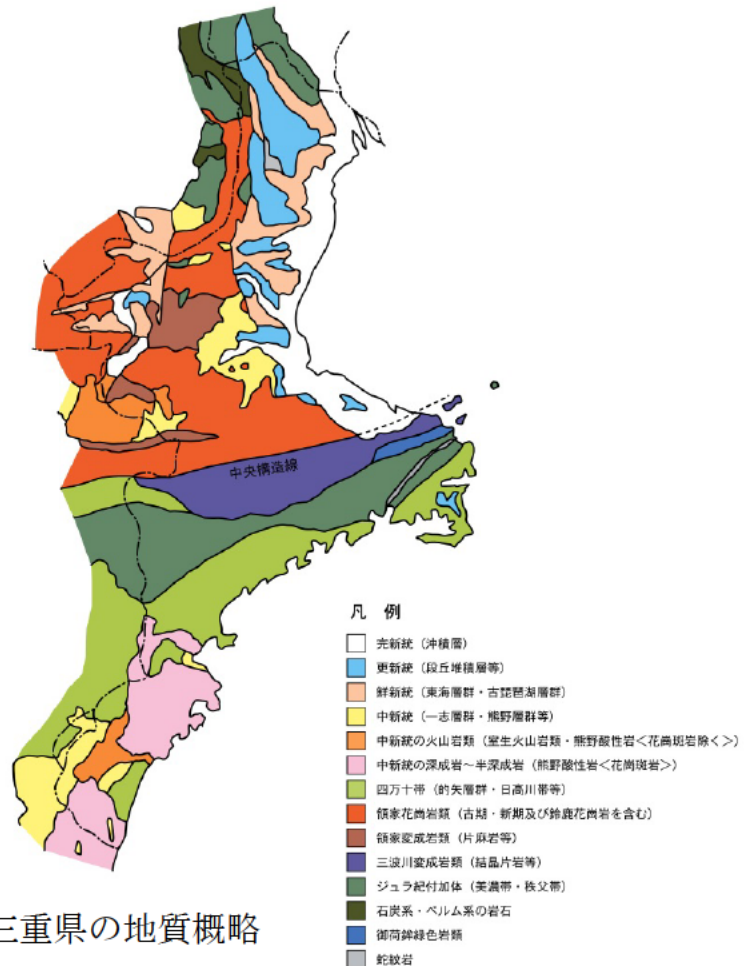 中央構造線
凡 例
完新統（沖積層）
更新統（段丘堆積層等）
鮮新統（東海層群・古琵琶湖層群）
中新統（一志層群・熊野層群等）
中新統の火山岩類（室生火山岩類・熊野酸性岩＜花崗斑岩除く＞）
中新統の深成岩～半深成岩（熊野酸性岩＜花崗斑岩＞）
四万十帯（的矢層群・日高川帯等）
領家花崗岩類（古期・新期及び鈴鹿花崗岩を含む）
領家変成岩類（片麻岩等）
三波川変成岩類（結晶片岩等）
ジュラ紀付加体（美濃帯・秩父帯）
石炭系・ペルム系の岩石
御荷鉾緑色岩類
蛇紋岩
三重県の地質概略